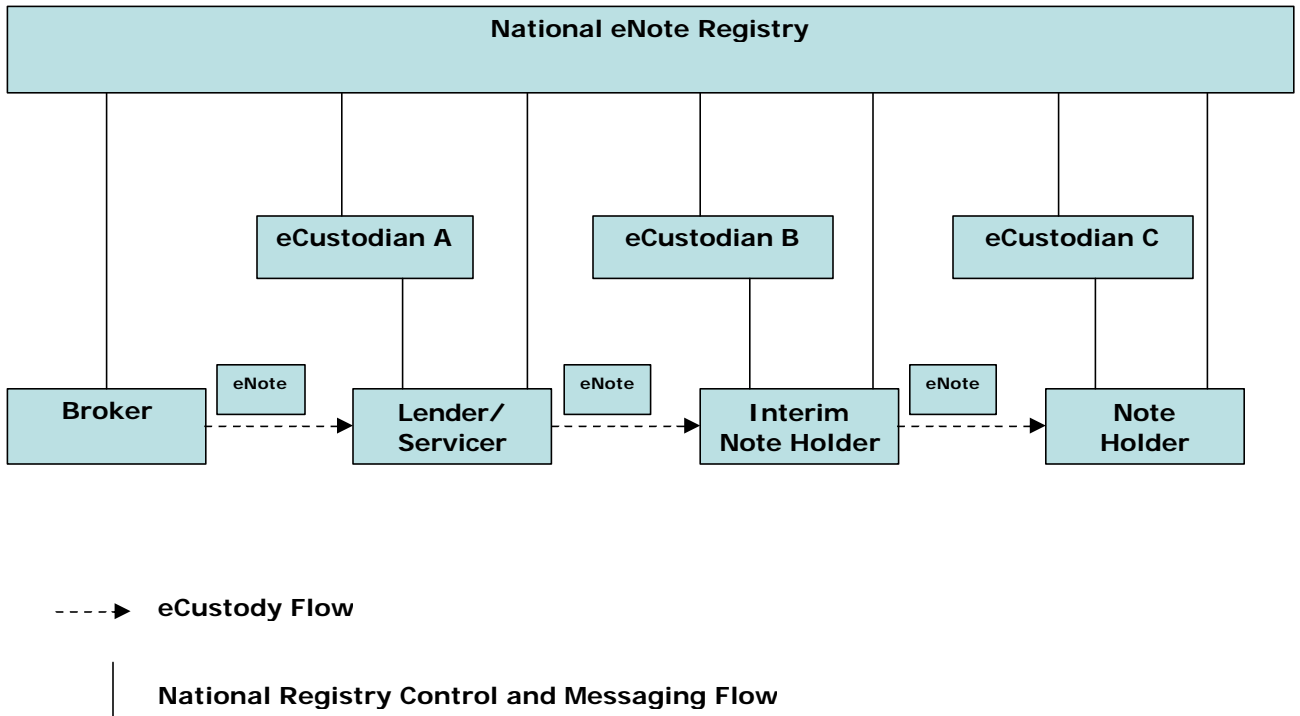 National eNote Registry
eCustodian A
eCustodian B
eCustodian C
eNote
eNote
eNote
Broker
Lender/
Servicer
Interim
Note Holder
Note
Holder
eCustody Flow
National Registry Control and Messaging Flow